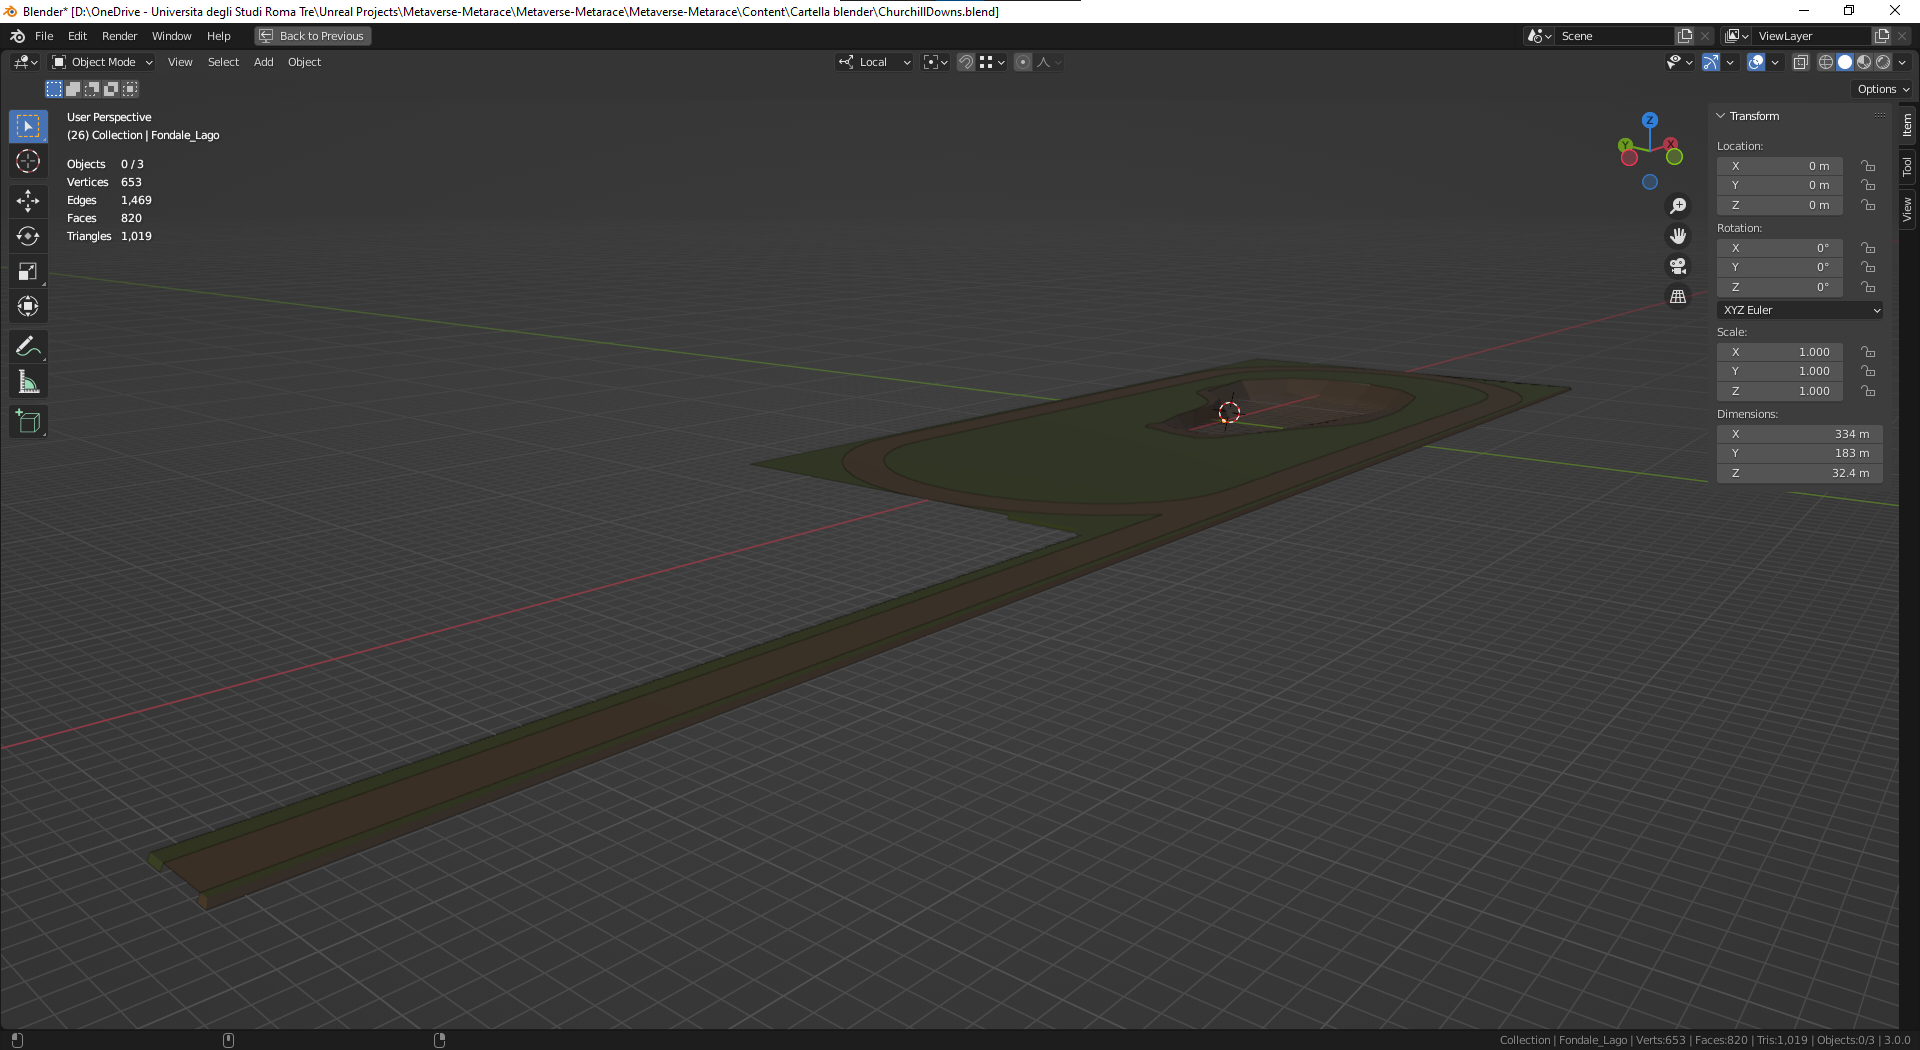 Blender* [D:\OneDrive - Universita degli Studi Roma Tre\Unreal Projects\Metaverse-Metarace\Metaverse-Metarace\Metaverse-Metarace\Content\Cartella blender\ChurchillDowns.blend]
File Edit Render Window Help Back to Previous Scene ViewLayer
Object Mode View Select Add Object Local
Options
User Perspective
(26) Collection | Fondale_Lago
Objects 0 / 3
Vertices 653
Edges 1,469
Faces 820
Triangles 1,019
Z
Y
X
Transform
Location:
X 0 m
Y 0 m
Z 0 m
Rotation:
X 0°
Y 0°
Z 0°
XYZ Euler
Scale:
X 1.000
Y 1.000
Z 1.000
Dimensions:
X 334 m
Y 183 m
Z 32.4 m
Item
Tool
View
Collection | Fondale_Lago | Verts:653 | Faces:820 | Tris:1,019 | Objects:0/3 | 3.0.0